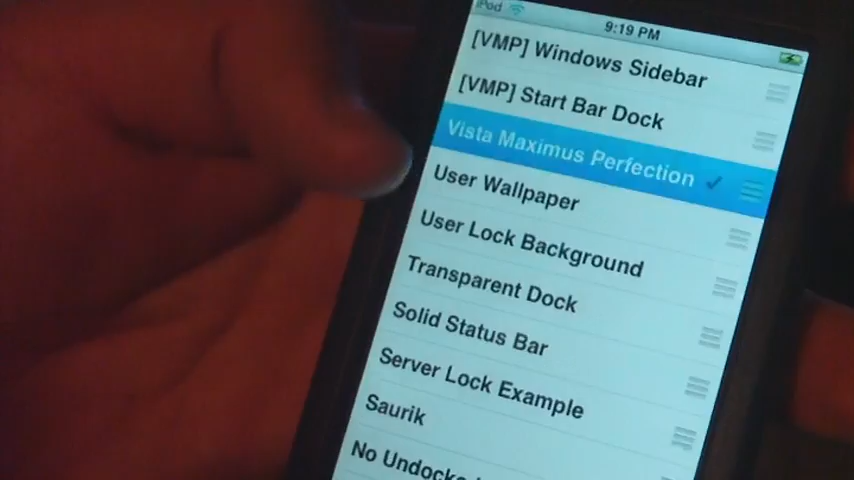 iPod
9:19 PM
[VMP] Windows Sidebar
[VMP] Start Bar Dock
Vista Maximus Perfection
User Wallpaper
User Lock Background
Transparent Dock
Solid Status Bar
Server Lock Example
Saurik
No Undocked